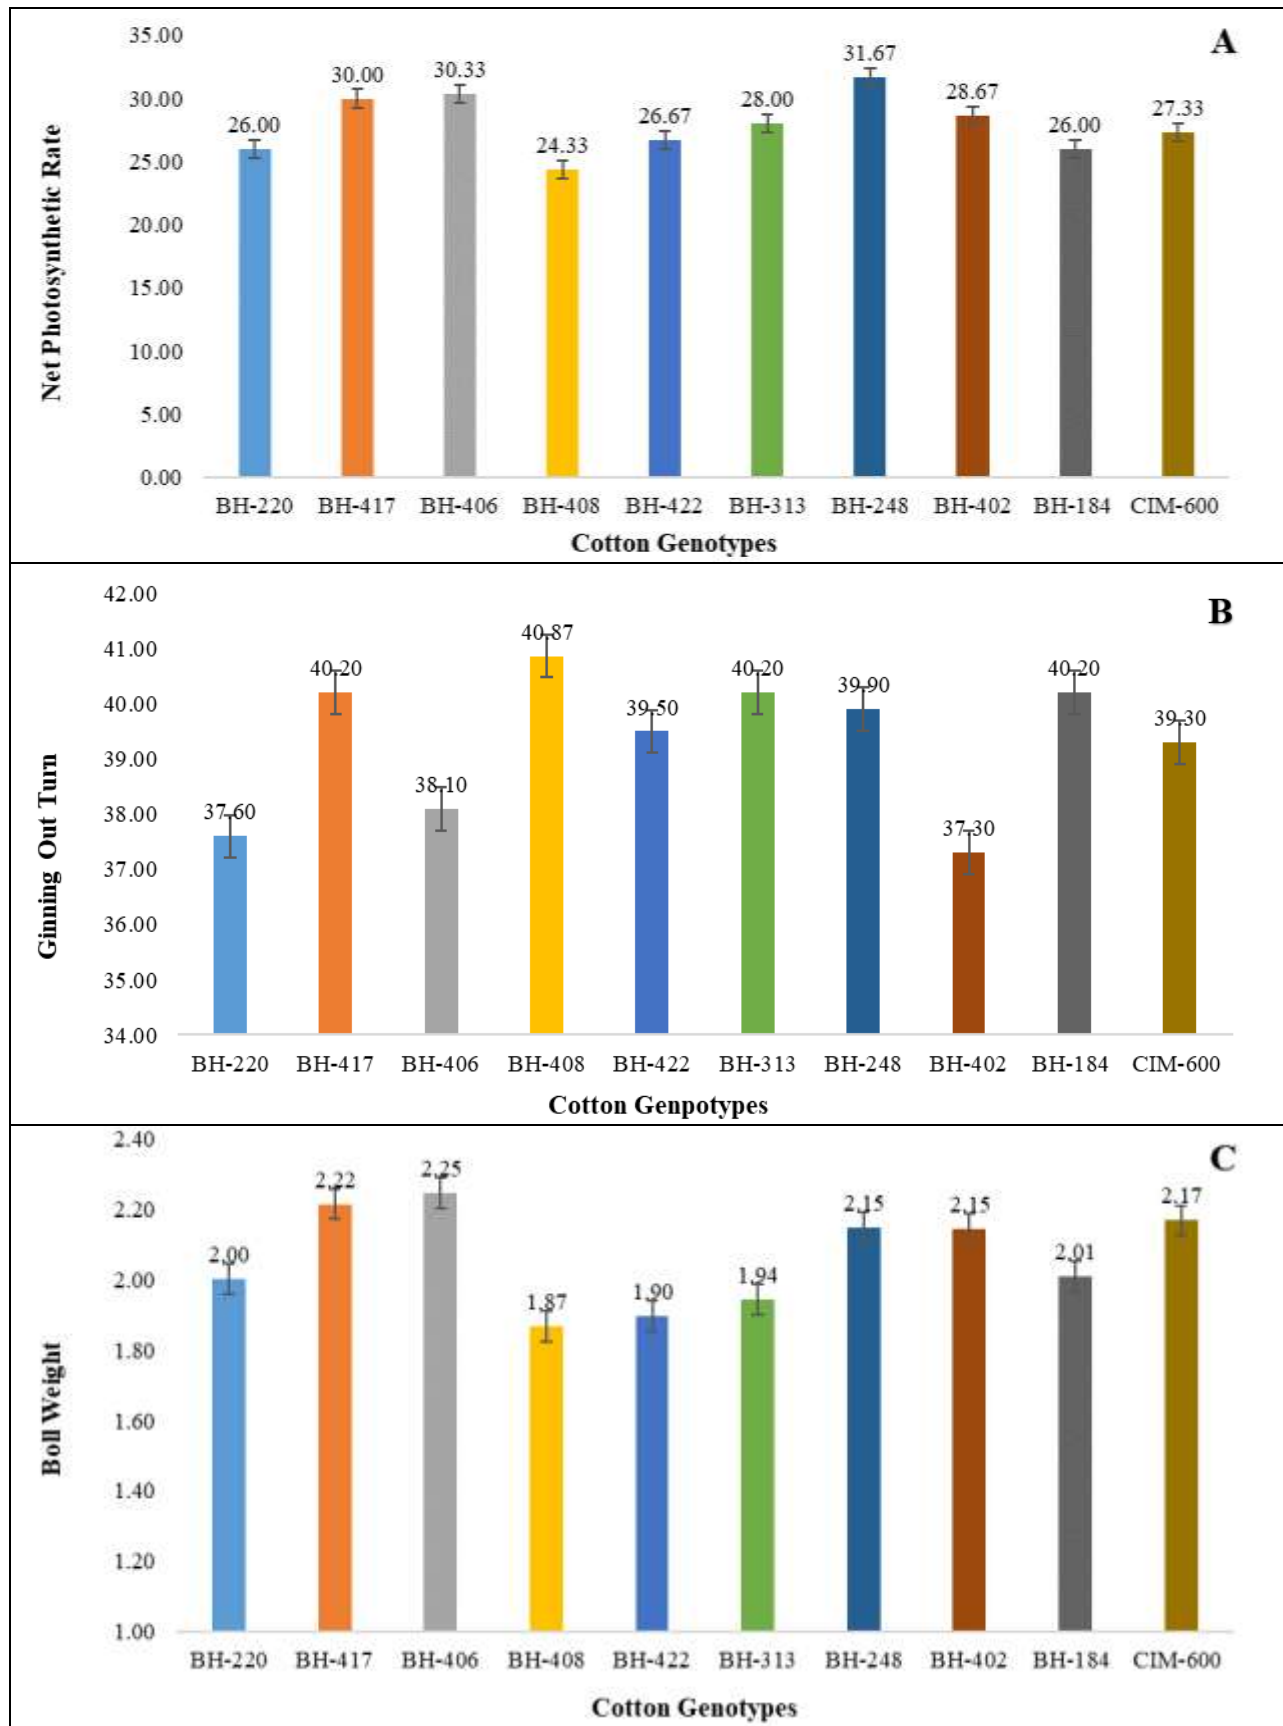 A
35.00
30.00
25.00
20.00
15.00
10.00
5.00
0.00
Net Photosynthetic Rate
26.00 30.00 30.33 24.33 26.67 28.00 31.67 28.67 26.00 27.33
BH-220 BH-417 BH-406 BH-408 BH-422 BH-313 BH-248 BH-402 BH-184 CIM-600
Cotton Genotypes
B
42.00
41.00
40.00
39.00
38.00
37.00
36.00
35.00
34.00
Ginning Out Turn
37.60 40.20 38.10 40.87 39.50 40.20 39.90 37.30 40.20 39.30
BH-220 BH-417 BH-406 BH-408 BH-422 BH-313 BH-248 BH-402 BH-184 CIM-600
Cotton Genpotypes
C
2.40
2.20
2.00
1.80
1.60
1.40
1.20
1.00
Boll Weight
2.00 2.22 2.25 1.87 1.90 1.94 2.15 2.15 2.01 2.17
BH-220 BH-417 BH-406 BH-408 BH-422 BH-313 BH-248 BH-402 BH-184 CIM-600
Cotton Genotypes